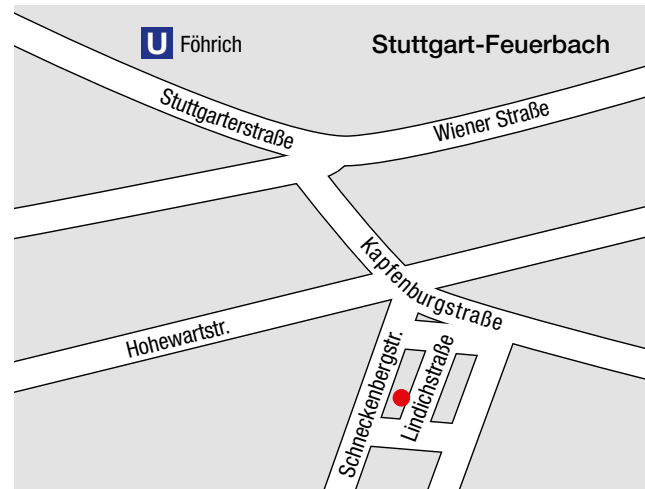 U Föhrich
Stuttgart-Feuerbach
Stuttgarterstraße
Wiener Straße
Kapfenburgstraße
Hohewartstr.
Schneckenbergstr.
Lindichstraße